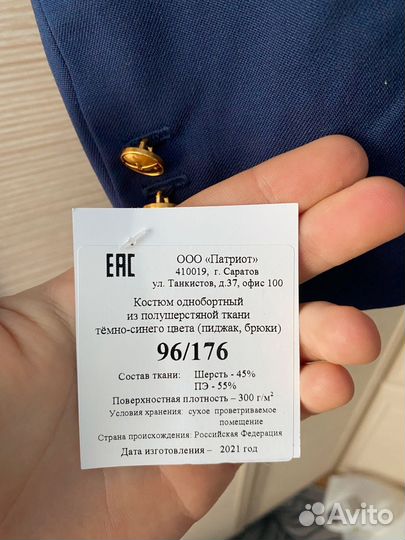 ЕАС
ООО «Патриот»
410019, г. Саратов
ул. Танкистов, д.37, офис 100
Костюм однобортный
из полушерстяной ткани
тёмно-синего цвета (пиджак, брюки)
96/176
Состав ткани: Шерсть - 45%
ПЭ - 55%
Поверхностная плотность – 300 г/м²
Условия хранения: сухое проветриваемое
помещение
Страна происхождения: Российская Федерация
Дата изготовления – 2021 год
Avito